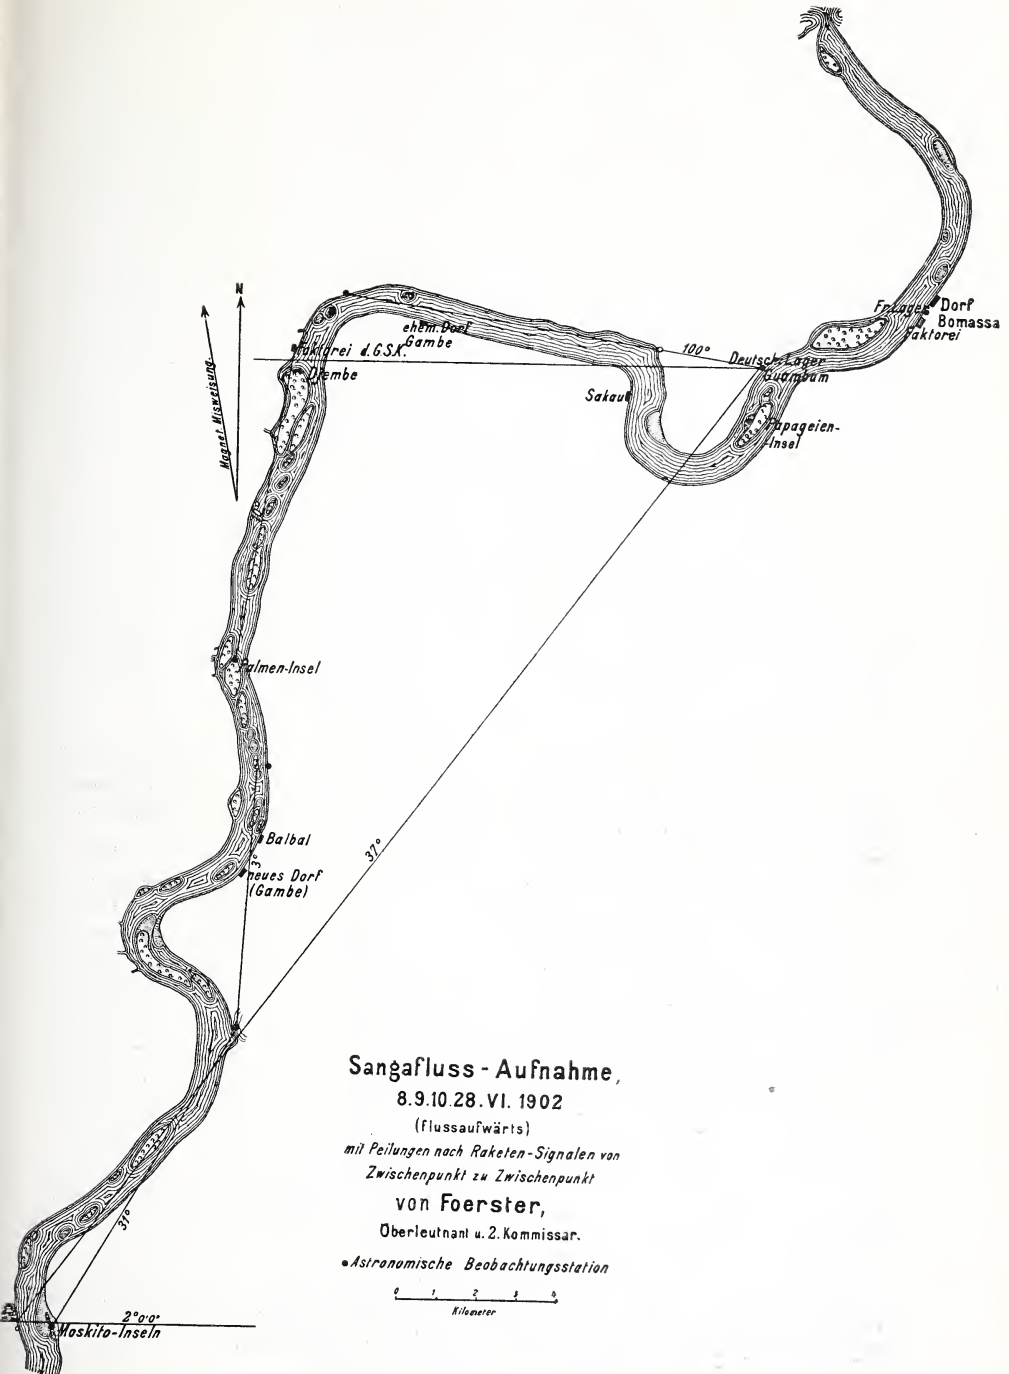 N
Magnet Misweisung.
ehem. Dorf
Gambe
Faktorei d.G.S.K.
Djembe
100°
Deutsch. Lager
Guambum
Sakau
Papageien-
-Insel
Fr. Lager
Dorf
Bomassa
Faktorei
10°
Palmen-Insel
Balbal
3°
neues Dorf
(Gambe)
37°
31°
2°0'0"
Moskito-Inseln
Sangafluss - Aufnahme,
8.9.10.28.VI. 1902
(flussaufwärts)
mit Peilungen nach Raketen-Signalen von
Zwischenpunkt zu Zwischenpunkt
von Foerster,
Oberleutnant u. 2. Kommissar.
•Astronomische Beobachtungsstation
0 1 2 3 4
Kilometer